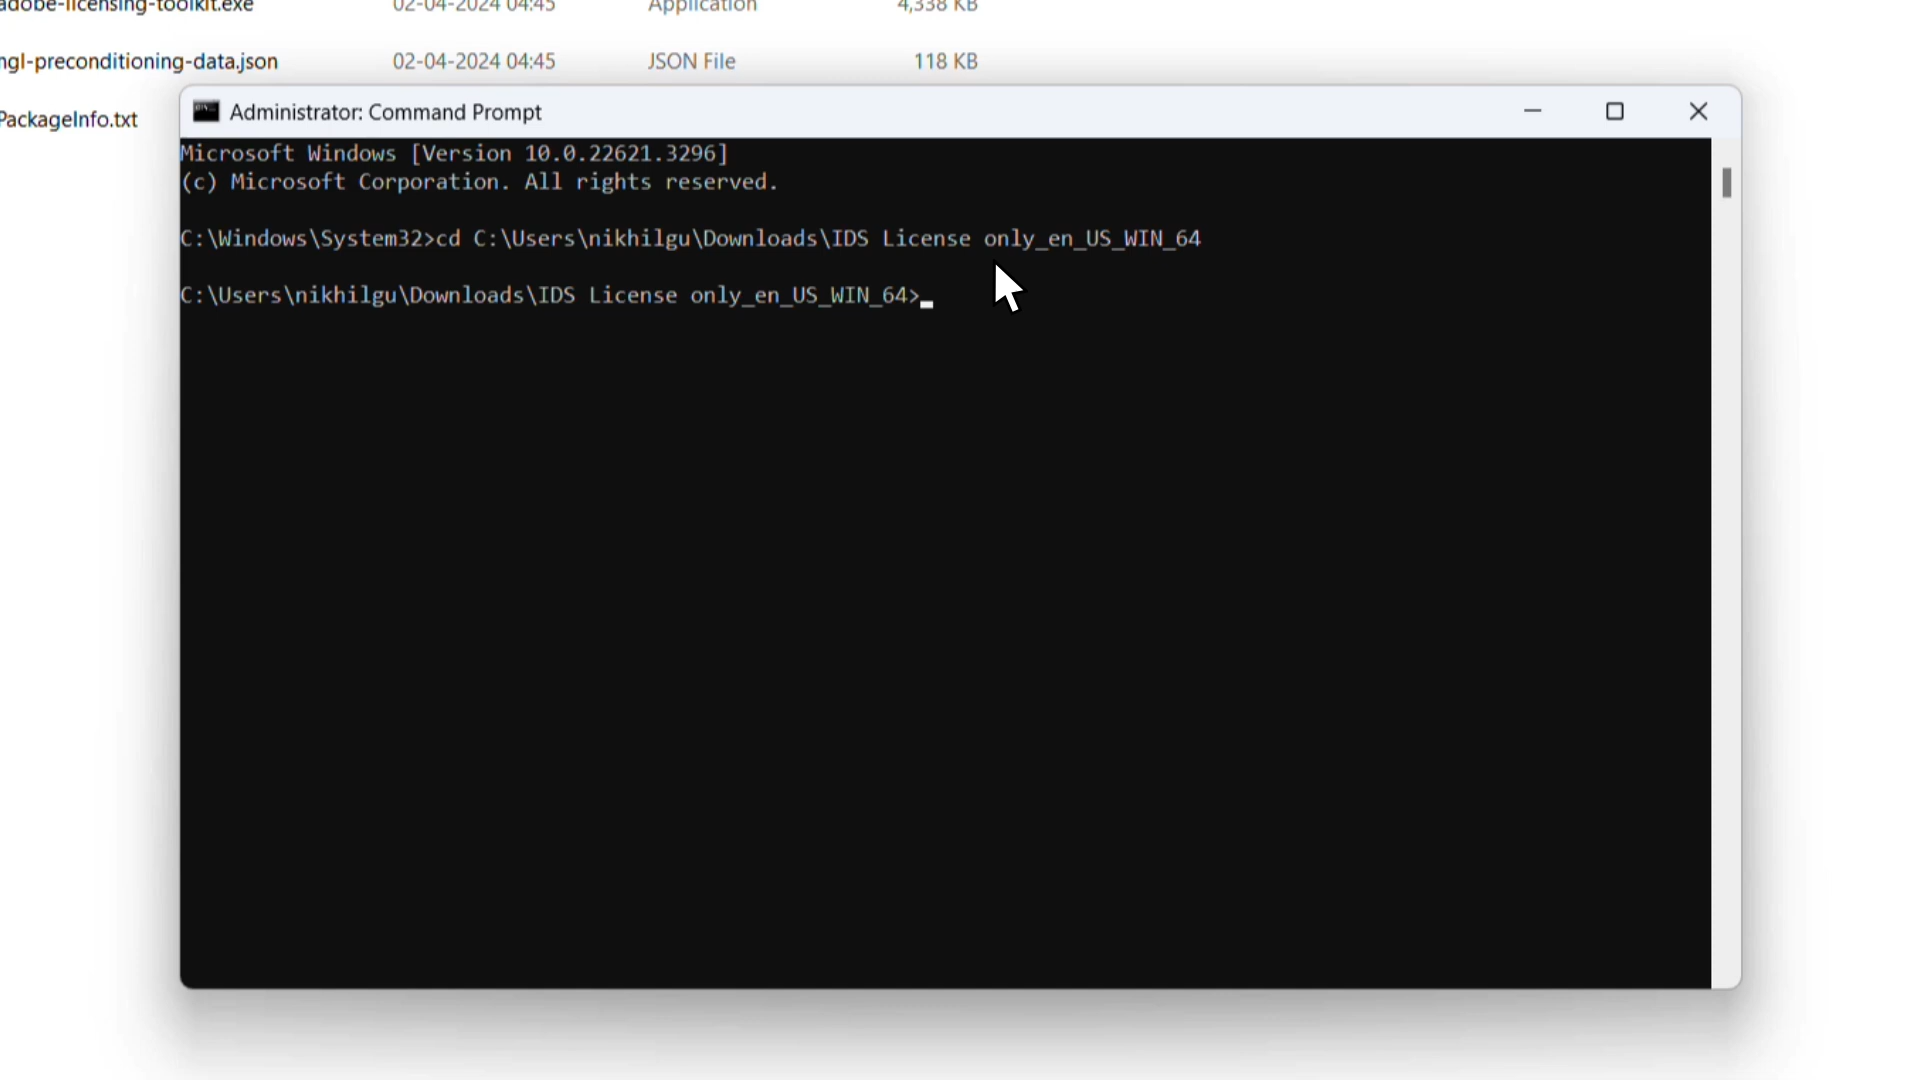 adobe-licensing-toolkit.exe 02-04-2024 04:45 Application 4,338 KB
ngl-preconditioning-data.json 02-04-2024 04:45 JSON File 118 KB
PackageInfo.txt
Administrator: Command Prompt
Microsoft Windows [Version 10.0.22621.3296]
(c) Microsoft Corporation. All rights reserved.
C:\Windows\System32>cd C:\Users\nikhilgu\Downloads\IDS License only_en_US_WIN_64
C:\Users\nikhilgu\Downloads\IDS License only_en_US_WIN_64>